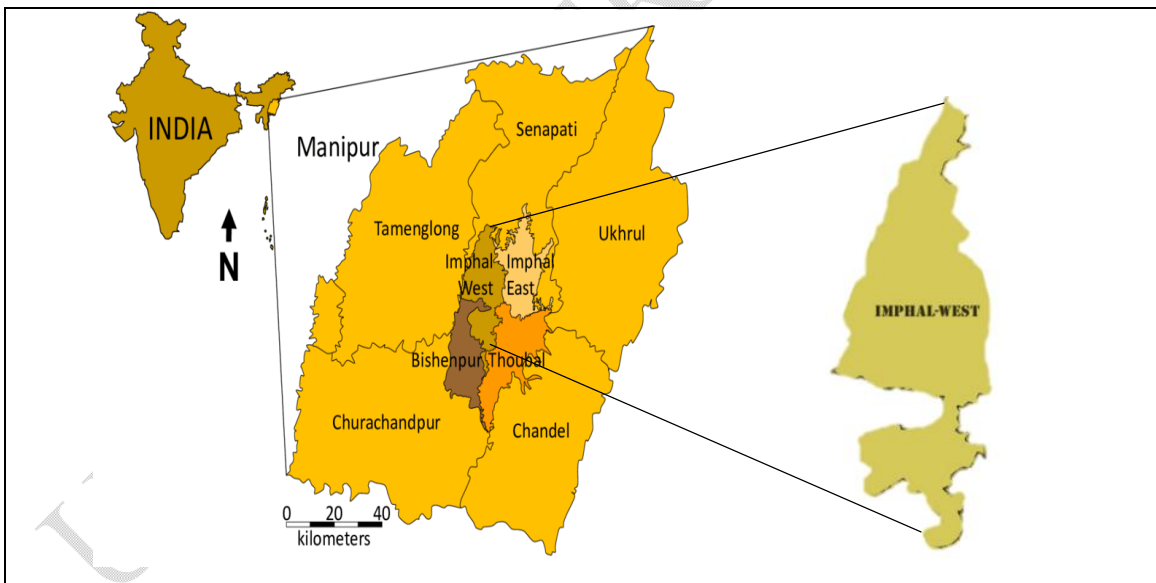 INDIA
Manipur
N
Senapati
Tamenglong
Ukhrul
Imphal
West
Imphal
East
IMPHAL-WEST
Bishenpur
Thoubal
Churachandpur
Chandel
0 20 40
kilometers